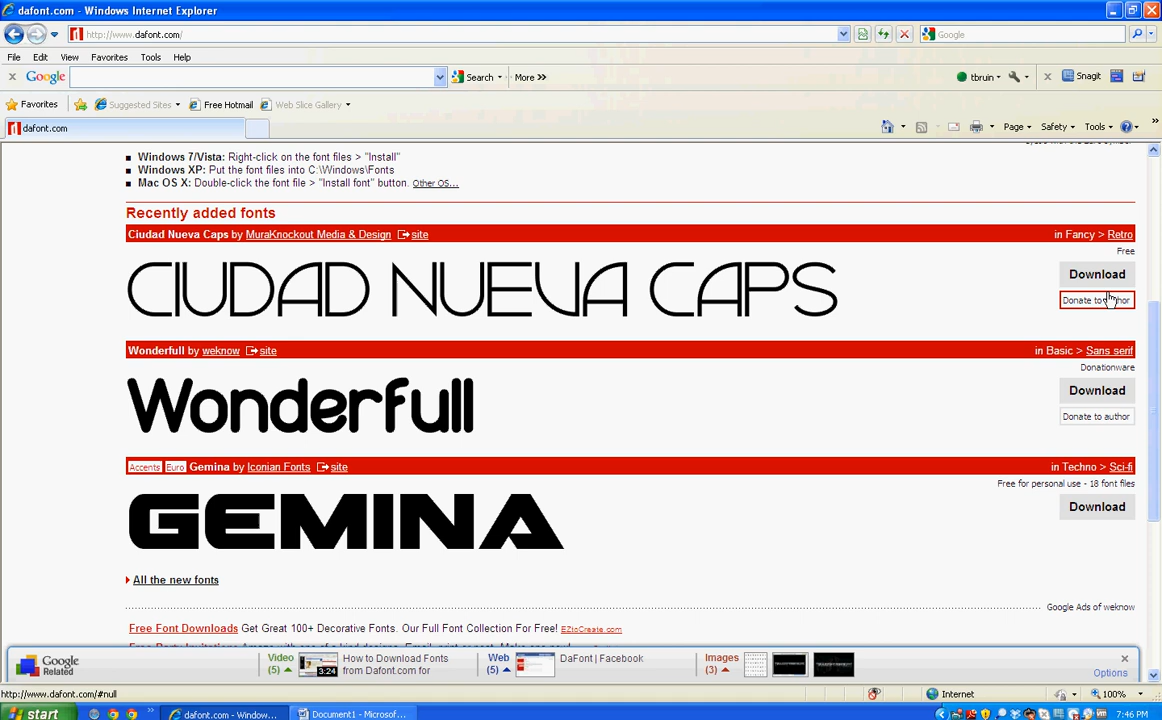 dafont.com - Windows Internet Explorer
http://www.dafont.com/
Google
File Edit View Favorites Tools Help
Google Search More >> tbruin Snagit
Favorites Suggested Sites Free Hotmail Web Slice Gallery
dafont.com Page Safety Tools
Windows 7/Vista: Right-click on the font files > "Install"
Windows XP: Put the font files into C:\Windows\Fonts
Mac OS X: Double-click the font file > "Install font" button. Other OS...
Recently added fonts
Ciudad Nueva Caps by MuraKnockout Media & Design site in Fancy > Retro
Free
CIUDAD NUEVA CAPS
Download
Donate to author
Wonderfull by weknow site in Basic > Sans serif
Donationware
Wonderfull
Download
Donate to author
Accents Euro Gemina by Iconian Fonts site in Techno > Sci-fi
Free for personal use - 18 font files
GEMINA
Download
All the new fonts
Google Ads of weknow
Free Font Downloads Get Great 100+ Decorative Fonts. Our Full Font Collection For Free! EZtoCreate.com
Google Related
Video (5)
3:24
How to Download Fonts from Dafont.com for
Web (5)
DaFont | Facebook
Images (3)
Options
http://www.dafont.com/#null Internet 100%
start dafont.com - Windo... Document1 - Microsof... 7:46 PM